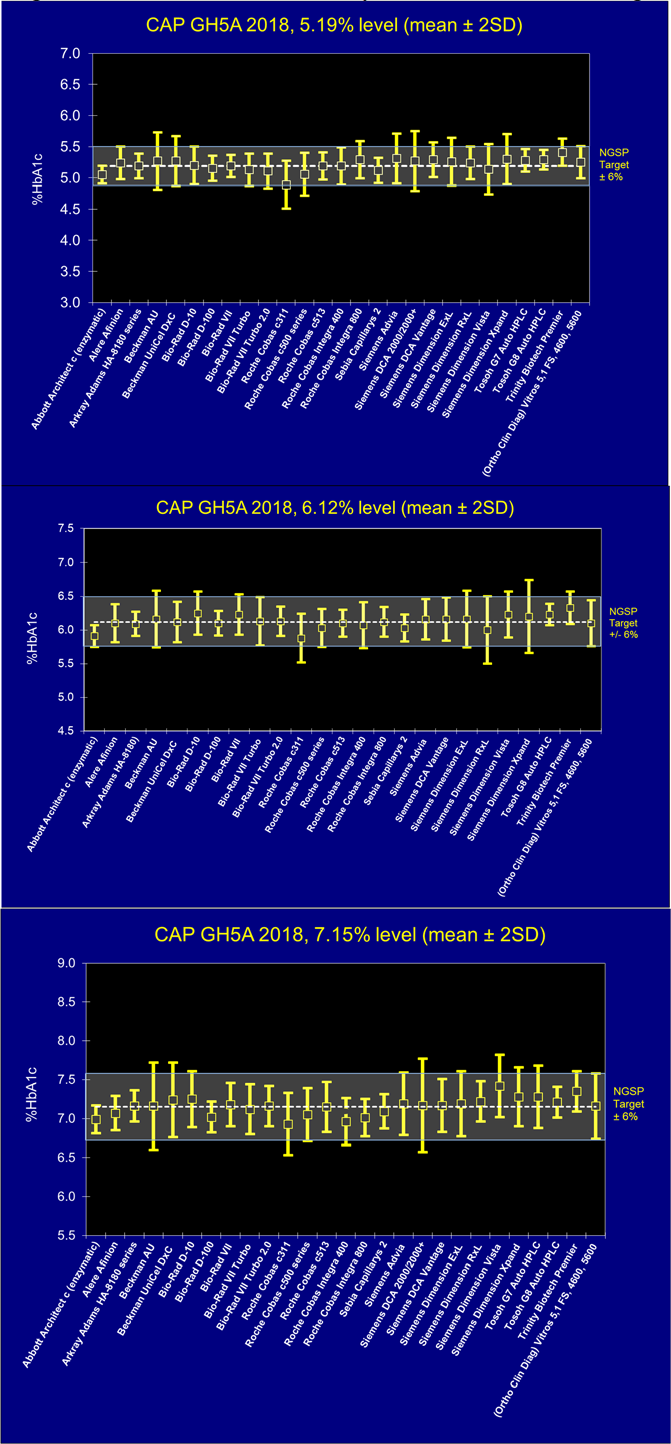 CAP GH5A 2018, 5.19% level (mean ± 2SD)
7.0
6.5
6.0
5.5
5.0
4.5
4.0
3.5
3.0
%HbA1c
NGSP
Target
± 6%
Abbott Architect c (enzymatic)
Alere Afinion
Arkray Adams HA-8180 series
Beckman AU
Beckman UniCel DxC
Bio-Rad D-10
Bio-Rad D-100
Bio-Rad VII
Bio-Rad VII Turbo
Bio-Rad VII Turbo 2.0
Roche Cobas c311
Roche Cobas c500 series
Roche Cobas c513
Roche Cobas Integra 400
Roche Cobas Integra 800
Sebia Capillarys 2
Siemens Advia
Siemens DCA 2000/2000+
Siemens DCA Vantage
Siemens Dimension ExL
Siemens Dimension RxL
Siemens Dimension Vista
Siemens Dimension Xpand
Tosoh G7 Auto HPLC
Tosoh G8 Auto HPLC
Trinity Biotech Premier
(Ortho Clin Diag) Vitros 5,1 FS, 4600, 5600
CAP GH5A 2018, 6.12% level (mean ± 2SD)
7.5
7.0
6.5
6.0
5.5
5.0
4.5
%HbA1c
NGSP
Target
+/- 6%
Abbott Architect c (enzymatic)
Alere Afinion
Arkray Adams HA-8180)
Beckman AU
Beckman UniCel DxC
Bio-Rad D-10
Bio-Rad D-100
Bio-Rad VII
Bio-Rad VII Turbo
Bio-Rad VII Turbo 2.0
Roche Cobas c311
Roche Cobas c500 series
Roche Cobas c513
Roche Cobas Integra 400
Roche Cobas Integra 800
Sebia Capillarys 2
Siemens Advia
Siemens DCA Vantage
Siemens Dimension ExL
Siemens Dimension RxL
Siemens Dimension Vista
Siemens Dimension Xpand
Tosoh G8 Auto HPLC
Trinity Biotech Premier
(Ortho Clin Diag) Vitros 5,1 FS, 4600, 5600
CAP GH5A 2018, 7.15% level (mean ± 2SD)
9.0
8.5
8.0
7.5
7.0
6.5
6.0
5.5
%HbA1c
NGSP
Target
± 6%
Abbott Architect c (enzymatic)
Alere Afinion
Arkray Adams HA-8180 series
Beckman AU
Beckman UniCel DxC
Bio-Rad D-10
Bio-Rad D-100
Bio-Rad VII
Bio-Rad VII Turbo
Bio-Rad VII Turbo 2.0
Roche Cobas c311
Roche Cobas c500 series
Roche Cobas c513
Roche Cobas Integra 400
Roche Cobas Integra 800
Sebia Capillarys 2
Siemens Advia
Siemens DCA 2000/2000+
Siemens DCA Vantage
Siemens Dimension ExL
Siemens Dimension RxL
Siemens Dimension Vista
Siemens Dimension Xpand
Tosoh G7 Auto HPLC
Tosoh G8 Auto HPLC
Trinity Biotech Premier
(Ortho Clin Diag) Vitros 5,1 FS, 4600, 5600